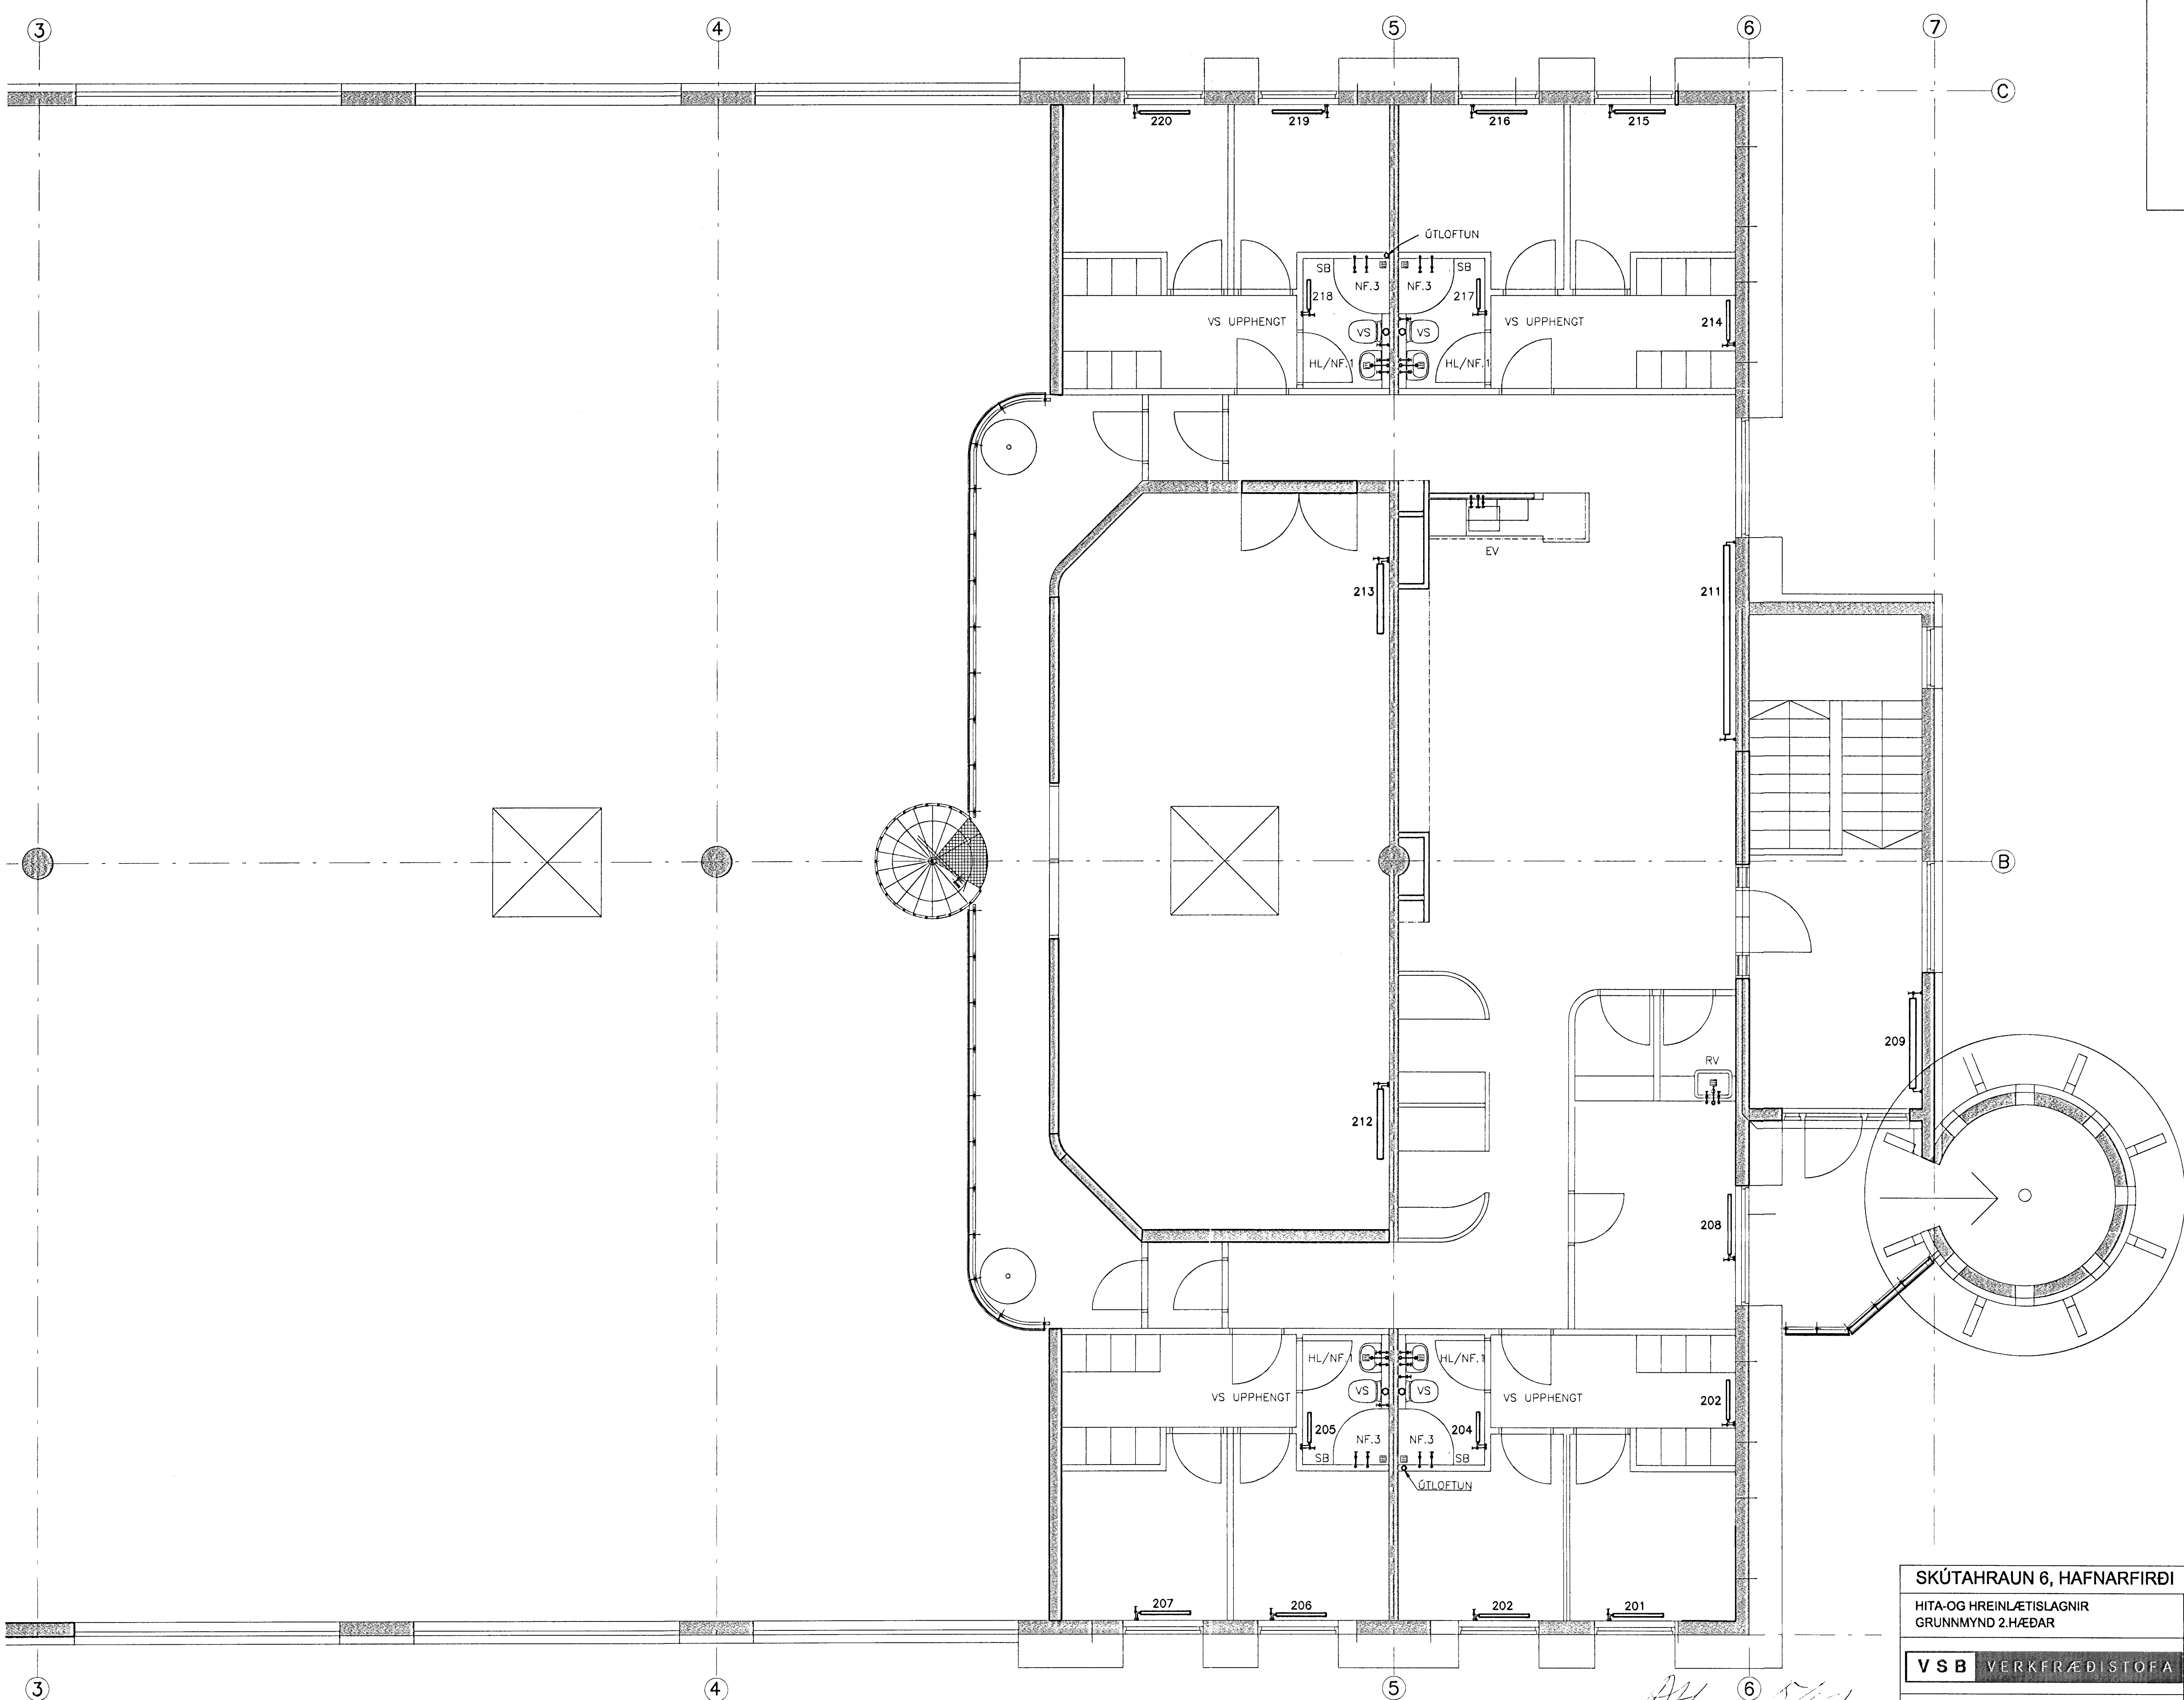 3 4 5 6 7
C
220 219 216 215
ÚTLOFTUN
SB SB
NF.3 NF.3
218 217
VS UPPHENGT VS VS VS UPPHENGT 214
HL/NF.1 HL/NF.1
EV
213 211
B
209
RV
212
208
HL/NF.1 HL/NF.1
VS UPPHENGT VS VS VS UPPHENGT 202
205 204
NF.3 NF.3
SB SB
ÚTLOFTUN
207 206 202 201
SKÚTAHRAUN 6, HAFNARFIRÐI
HITA-OG HREINLÆTISLAGNIR
GRUNNMYND 2.HÆÐAR
VSB VERKFRÆÐISTOFA
3 4 5 6